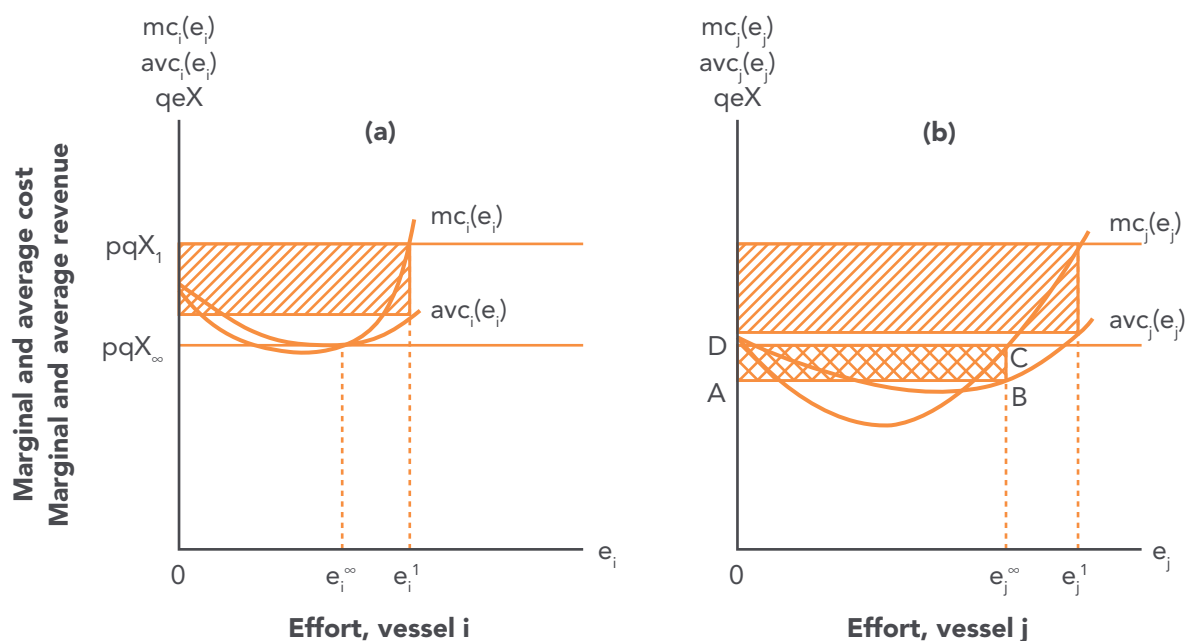 mcᵢ(eᵢ)
avcᵢ(eᵢ)
qeX
(a)
Marginal and average cost
Marginal and average revenue
pqX₁
pqX∞
mcᵢ(eᵢ)
avcᵢ(eᵢ)
0
eᵢ∞
eᵢ¹
eᵢ
Effort, vessel i
mcⱼ(eⱼ)
avcⱼ(eⱼ)
qeX
(b)
mcⱼ(eⱼ)
avcⱼ(eⱼ)
D
C
A
B
0
eⱼ∞
eⱼ¹
eⱼ
Effort, vessel j